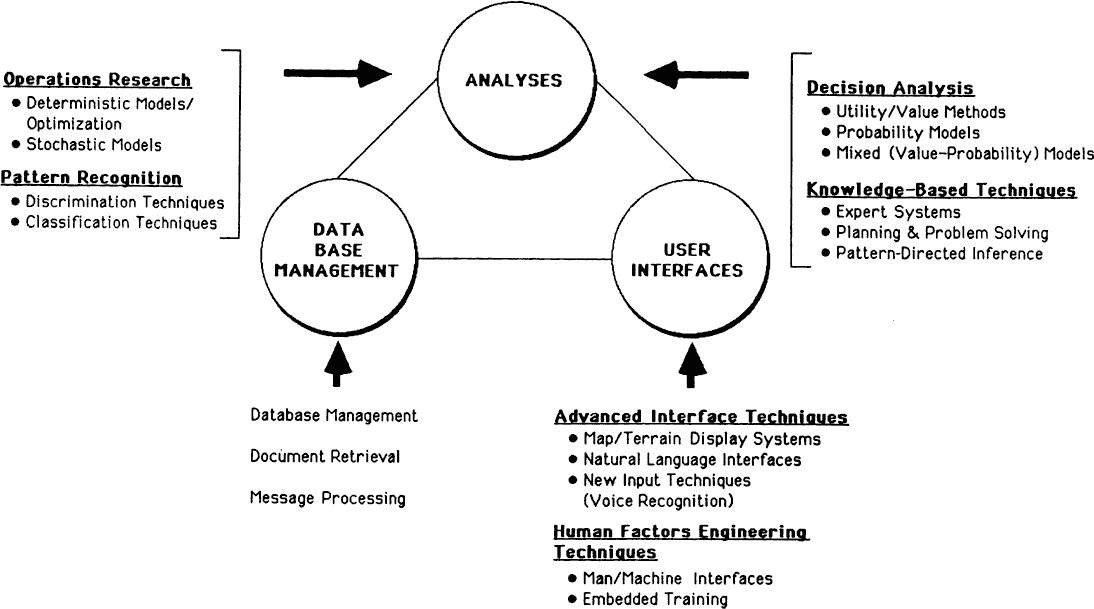 ANALYSES
Operations Research
● Deterministic Models/
Optimization
● Stochastic Models
Pattern Recognition
● Discrimination Techniques
● Classification Techniques
Decision Analysis
● Utility/Value Methods
● Probability Models
● Mixed (Value-Probability) Models
Knowledge-Based Techniques
● Expert Systems
● Planning & Problem Solving
● Pattern-Directed Inference
DATA
BASE
MANAGEMENT
USER
INTERFACES
Database Management
Document Retrieval
Message Processing
Advanced Interface Techniques
● Map/Terrain Display Systems
● Natural Language Interfaces
● New Input Techniques
(Voice Recognition)
Human Factors Engineering
Techniques
● Man/Machine Interfaces
● Embedded Training